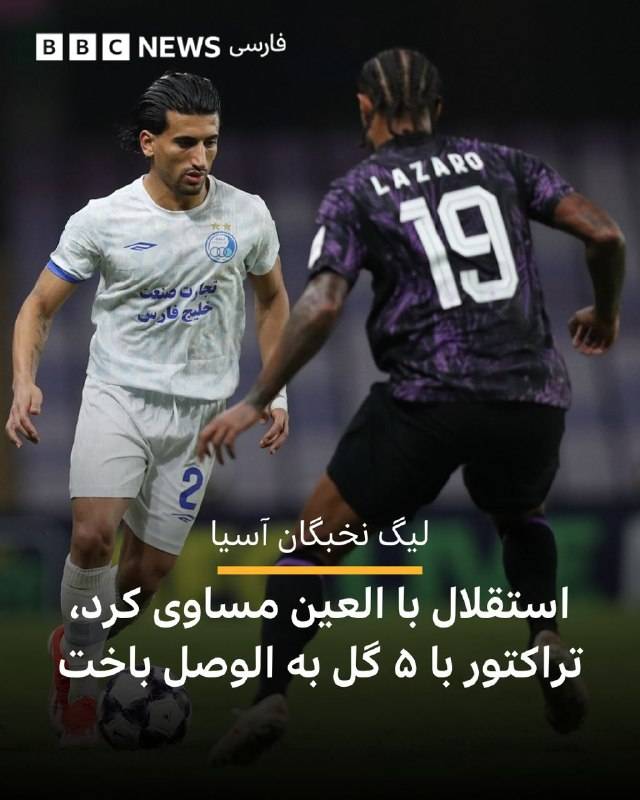 BBC NEWS فارسی
LAZARO
19
تجارت صنعت
خلیج فارس
2
لیگ نخبگان آسیا
استقلال با العین مساوی کرد،
تراکتور با ۵ گل به الوصل باخت